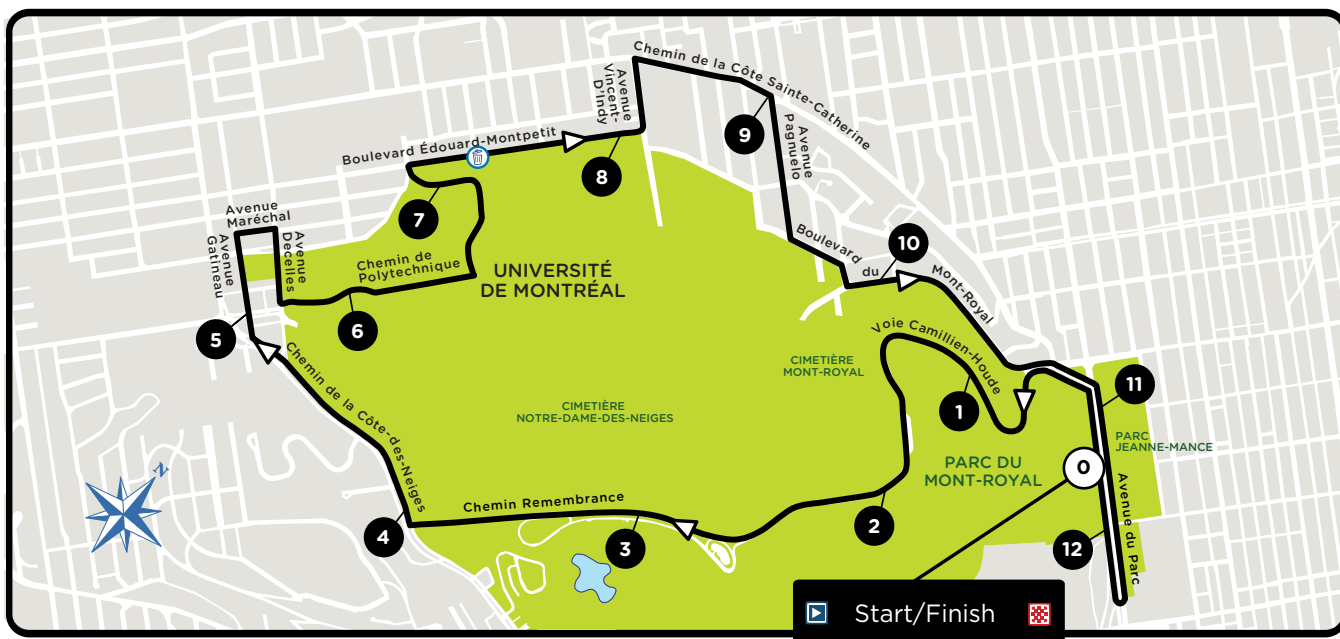 Chemin de la Côte Sainte-Catherine
Avenue
Vincent-
D'Indy
Boulevard Édouard-Montpetit
9
Avenue
Pagnuelo
8
7
Avenue
Maréchal
Avenue
Gatineau
Avenue
Decelles
Chemin de
Polytechnique
UNIVERSITÉ
DE MONTRÉAL
Boulevard
du
Mont-Royal
10
6
5
Voie Camillien-Houde
CIMETIÈRE
MONT-ROYAL
Chemin de la Côte-des-Neiges
CIMETIÈRE
NOTRE-DAME-DES-NEIGES
1
11
PARC
JEANNE-MANCE
PARC DU
MONT-ROYAL
0
N
Chemin Remembrance
2
4
3
12
Avenue du Parc
Start/Finish